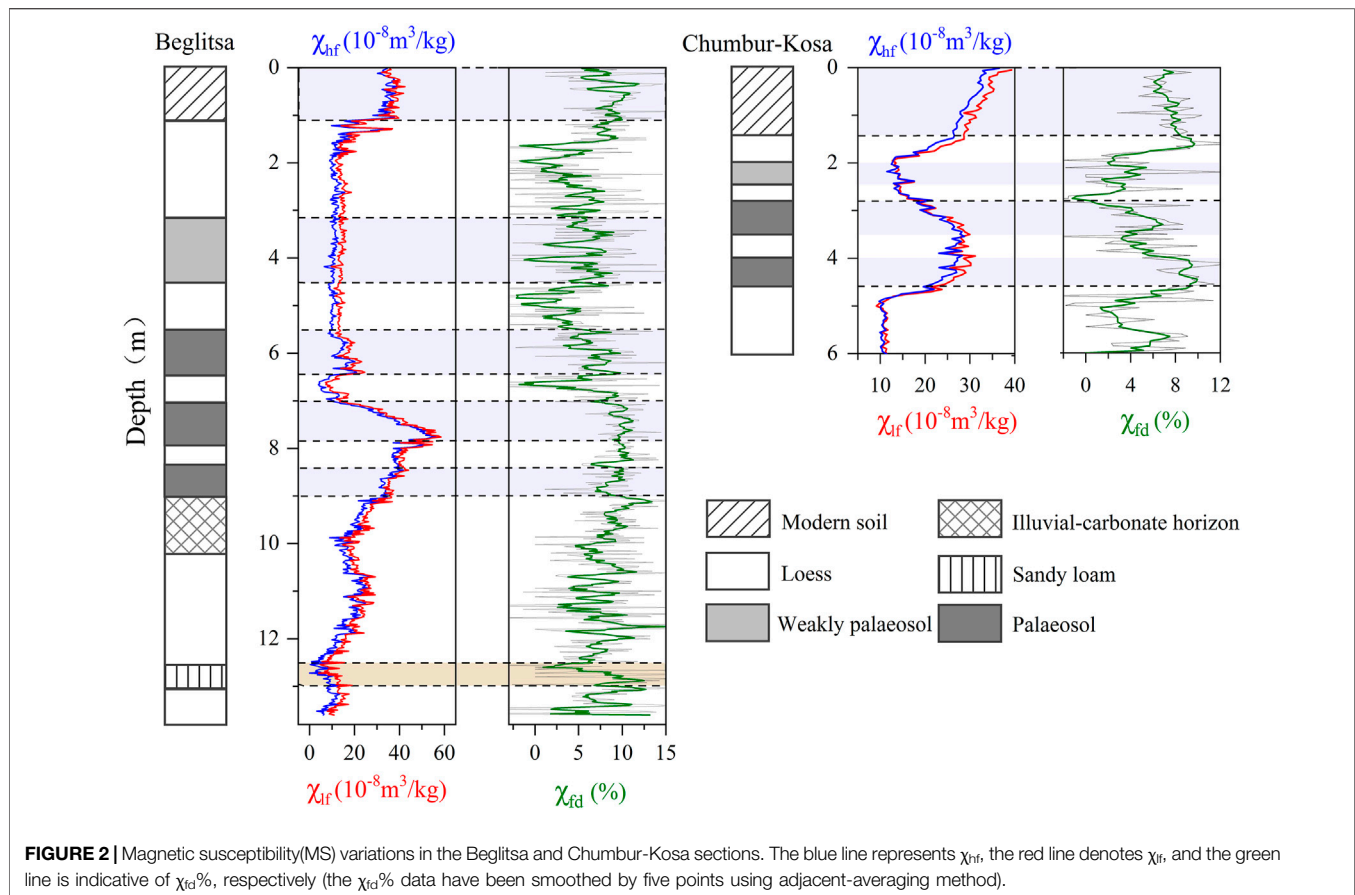 Beglitsa
χhf (10-8m3/kg)
Chumbur-Kosa
χhf (10-8m3/kg)
0
2
4
6
8
10
12
Depth (m)
0 20 40 60
χlf (10-8m3/kg)
0 5 10 15
χfd (%)
0
2
4
6
10 20 30 40
χlf (10-8m3/kg)
0 4 8 12
χfd (%)
Modern soil
Illuvial-carbonate horizon
Loess
Sandy loam
Weakly palaeosol
Palaeosol
FIGURE 2 | Magnetic susceptibility(MS) variations in the Beglitsa and Chumbur-Kosa sections. The blue line represents χhf, the red line denotes χlf, and the green
line is indicative of χfd%, respectively (the χfd% data have been smoothed by five points using adjacent-averaging method).